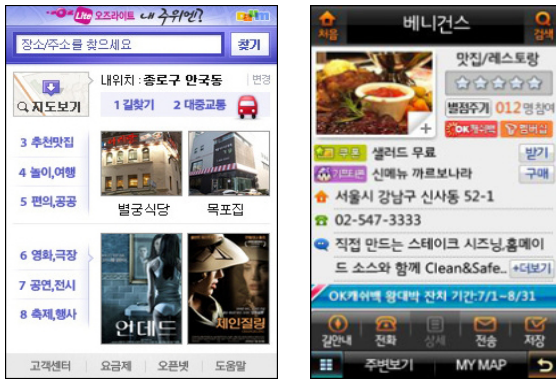 Lite 오즈라이트 내 주위엔?
장소/주소를 찾으세요 찾기
지도보기
내위치 : 종로구 안국동 변경
1 길찾기 2 대중교통
3 추천맛집
4 놀이,여행
5 편의,공공
별궁식당 목포집
6 영화,극장
7 공연,전시
8 축제,행사
언데드 제인질링
고객센터 요금제 오픈넷 도움말
처음 베니건스 검색
맛집/레스토랑
별점주기 012명 참여
OK캐쉬백 멤버십
쿠폰 샐러드 무료 받기
기프티콘 신메뉴 까르보나라 구매
서울시 강남구 신사동 52-1
02-547-3333
직접 만드는 스테이크 시즈닝,홈메이
드 소스와 함께 Clean&Safe.. +더보기
OK캐쉬백 왕대박 잔치 기간:7/1~8/31
길안내 전화 상세 전송 저장
주변보기 MY MAP